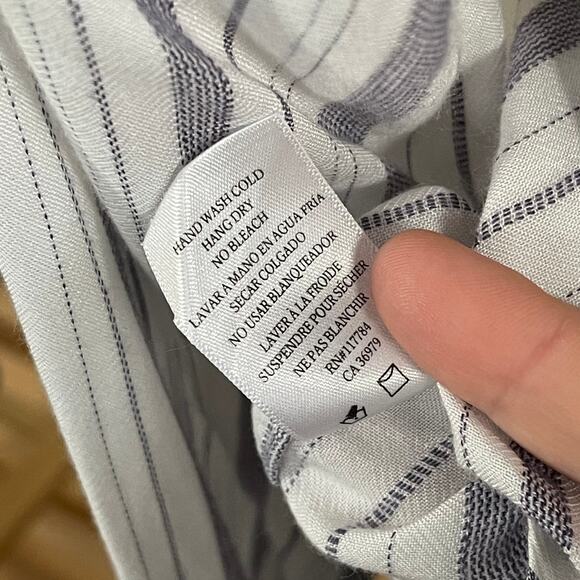 HAND WASH COLD
HANG DRY
NO BLEACH
LAVAR A MANO EN AGUA FRIA
SECAR COLGADO
NO USAR BLANQUEADOR
LAVER À LA FROIDE
SUSPENDRE POUR SÉCHER
NE PAS BLANCHIR
RN#117784
CA 36979